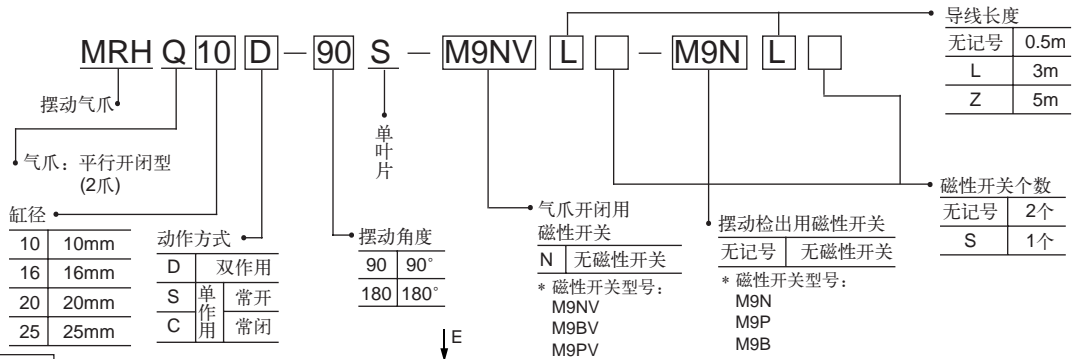 MRH Q 10 D — 90 S — M9NV L □ — M9N L □
导线长度
无记号 0.5m
L 3m
Z 5m
摆动气爪
气爪：平行开闭型
(2爪)
单叶片
磁性开关个数
无记号 2个
S 1个
缸径
10 10mm
16 16mm
20 20mm
25 25mm
动作方式
D 双作用
S 单作用 常开
C 常闭
摆动角度
90 90°
180 180°
气爪开闭用
磁性开关
N 无磁性开关
* 磁性开关型号：
M9NV
M9BV
M9PV
摆动检出用磁性开关
无记号 无磁性开关
* 磁性开关型号：
M9N
M9P
M9B
E